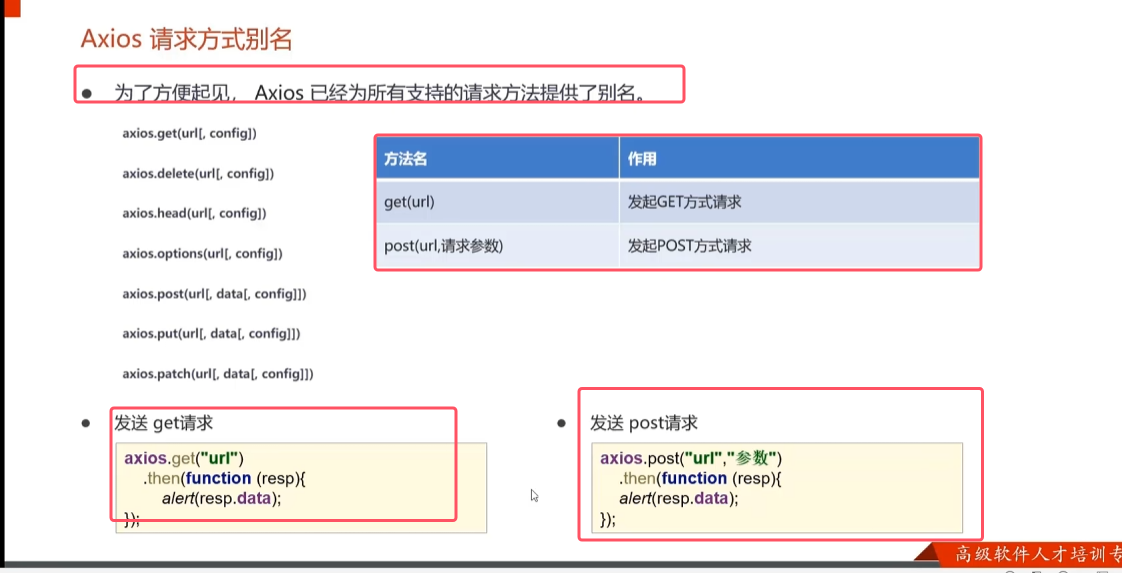 Axios 请求方式别名
● 为了方便起见， Axios 已经为所有支持的请求方法提供了别名。
axios.get(url[, config])
axios.delete(url[, config])
axios.head(url[, config])
axios.options(url[, config])
axios.post(url[, data[, config]])
axios.put(url[, data[, config]])
axios.patch(url[, data[, config]])
方法名 作用
get(url) 发起GET方式请求
post(url,请求参数) 发起POST方式请求
● 发送 get请求
axios.get("url")
.then(function (resp){
alert(resp.data);
});
● 发送 post请求
axios.post("url","参数")
.then(function (resp){
alert(resp.data);
});
高级软件人才培训专